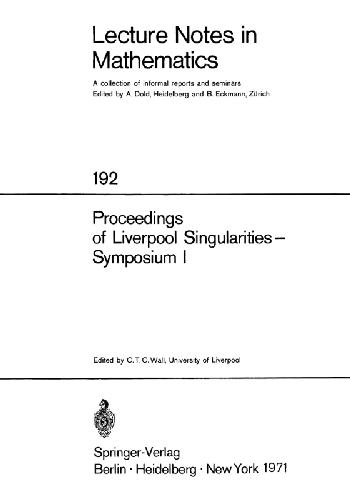 Lecture Notes in
Mathematics
A collection of informal reports and seminars
Edited by A. Dold, Heidelberg and B. Eckmann, Zürich
192
Proceedings
of Liverpool Singularities –
Symposium I
Edited by C. T. C. Wall, University of Liverpool
Springer-Verlag
Berlin · Heidelberg · New York 1971